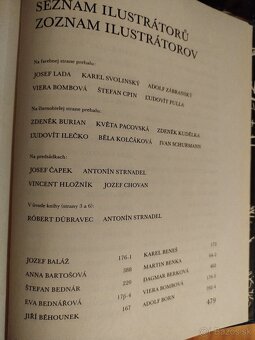 SEZNAM ILUSTRÁTORŮ
ZOZNAM ILUSTRÁTOROV
Na farebnej strane prebalu:
JOSEF LADA KAREL SVOLINSKÝ ADOLF ZÁBRANSKÝ
VIERA BOMBOVÁ ŠTEFAN CPIN ĽUDOVÍT FULLA
Na čiernobielej strane prebalu:
ZDENĚK BURIAN KVĚTA PACOVSKÁ ZDENĚK KUDĚLKA
ĽUDOVÍT ILEČKO BĚLA KOLČÁKOVÁ IVAN SCHURMANN
Na predsádkach:
JOSEF ČAPEK ANTONÍN STRNADEL
VINCENT HLOŽNÍK JOZEF CHOVAN
V úvode knihy (strany 3 a 6):
RÓBERT DÚBRAVEC ANTONÍN STRNADEL
JOZEF BALÁŽ 176-1 KAREL BENEŠ
ANNA BARTOŠOVÁ 388 MARTIN BENKA
ŠTEFAN BEDNÁR 220 DAGMAR BERKOVÁ
EVA BEDNÁŘOVÁ VIERA BOMBOVÁ
JIŘÍ BĚHOUNEK 167 ADOLF BORN 479